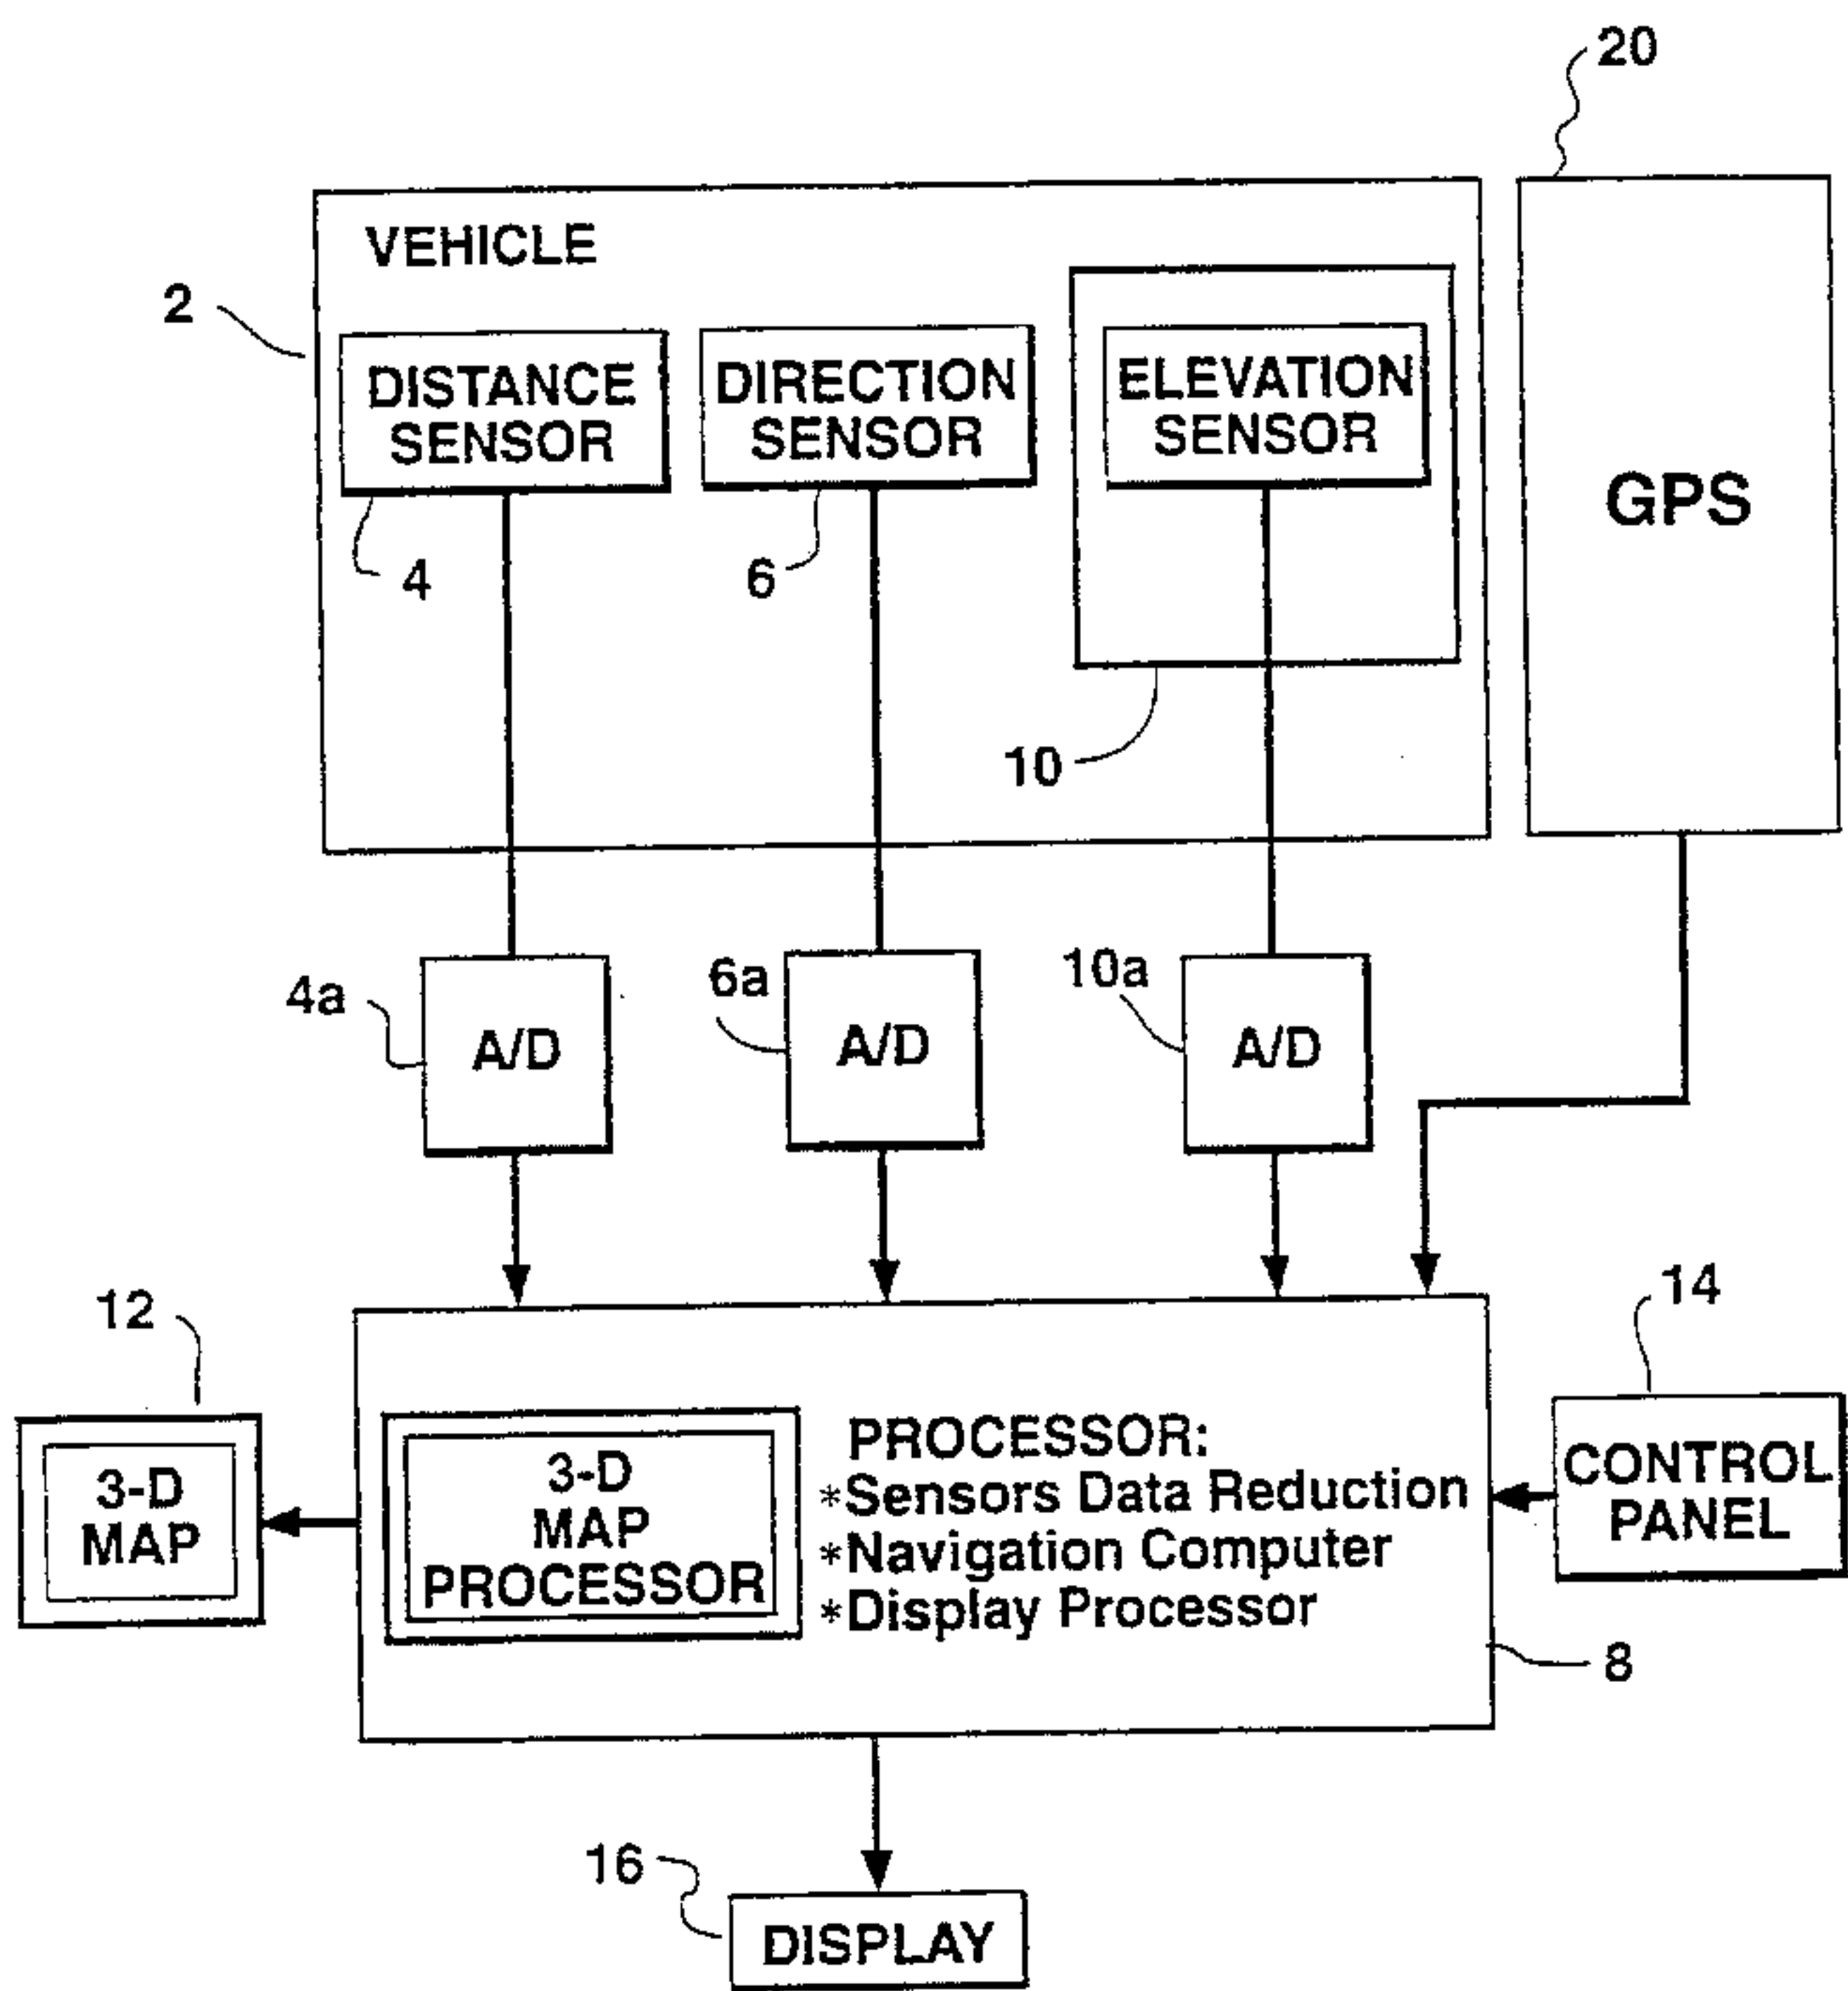 20
VEHICLE
2
DISTANCE
SENSOR
DIRECTION
SENSOR
ELEVATION
SENSOR
GPS
4
6
10
4a
A/D
6a
A/D
10a
A/D
12
14
3-D
MAP
3-D
MAP
PROCESSOR
PROCESSOR:
*Sensors Data Reduction
*Navigation Computer
*Display Processor
CONTROL
PANEL
8
16
DISPLAY